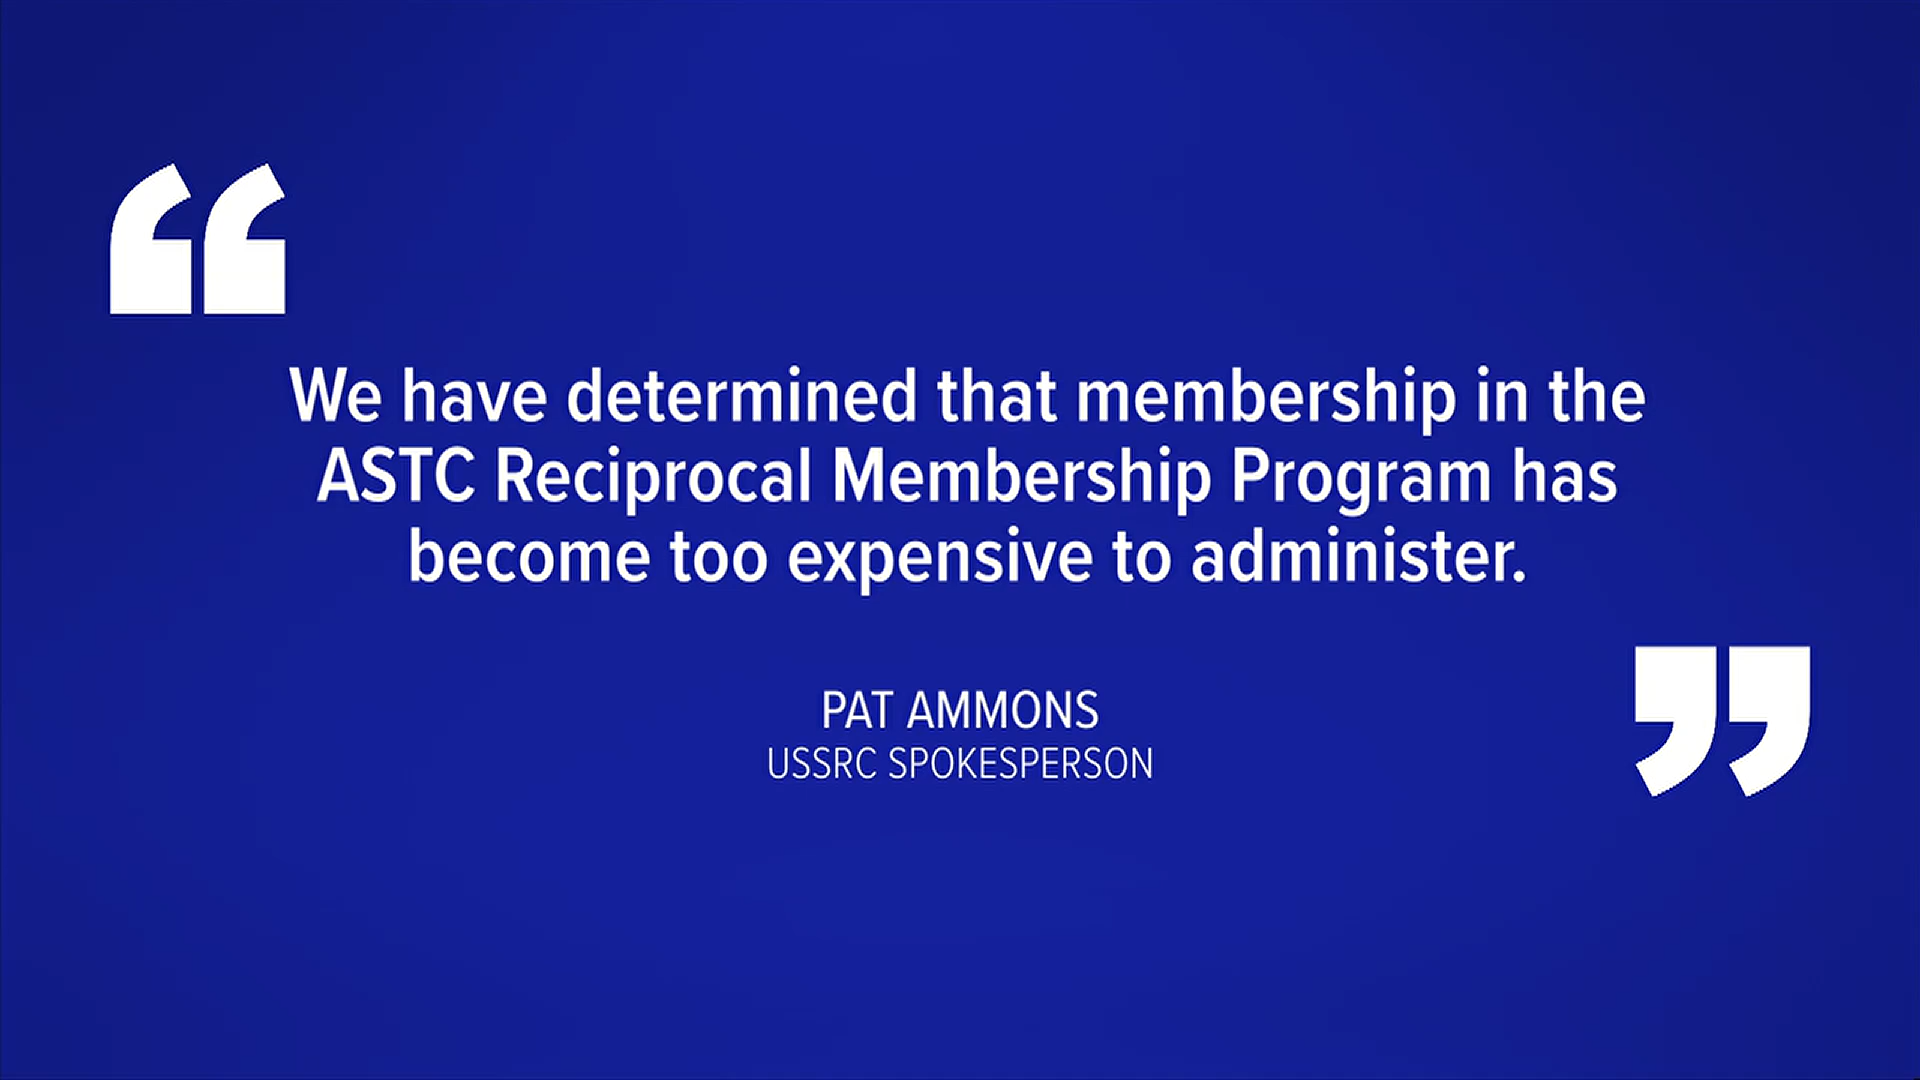 “
We have determined that membership in the
ASTC Reciprocal Membership Program has
become too expensive to administer.
”
PAT AMMONS
USSRC SPOKESPERSON